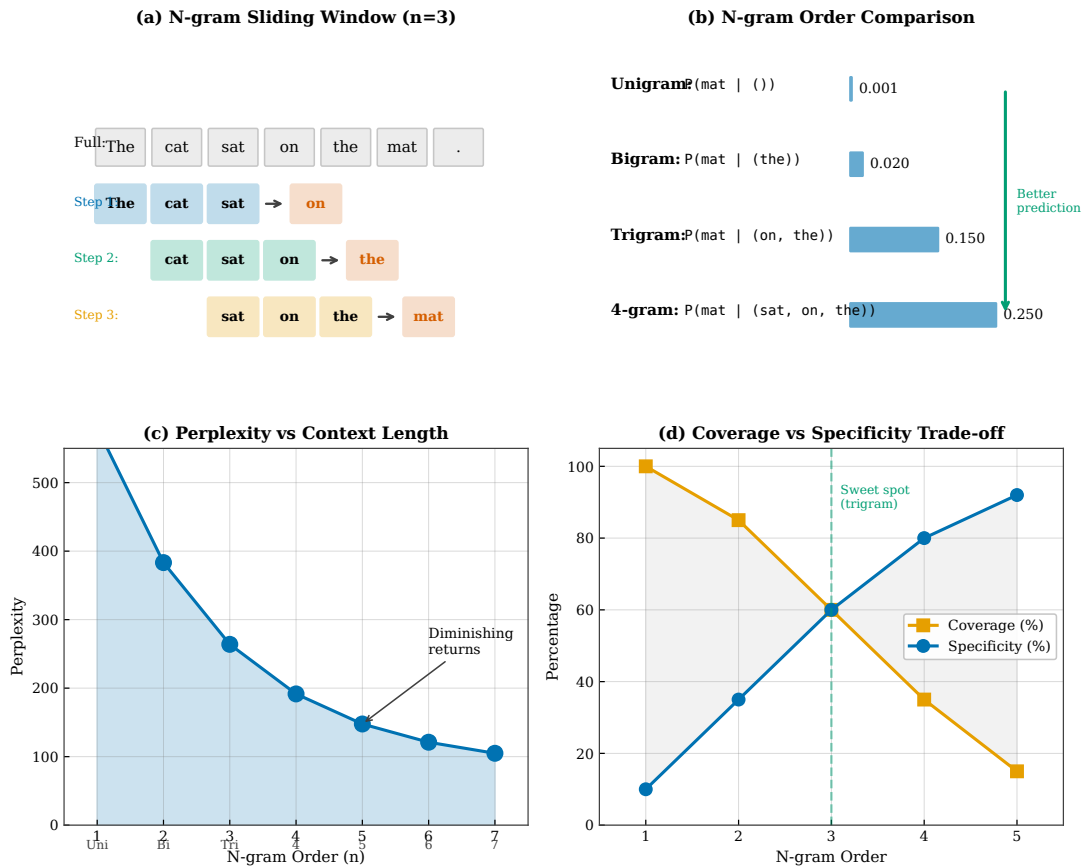 (a) N-gram Sliding Window (n=3)
Full: The cat sat on the mat .
Step 1: The cat sat → on
Step 2: cat sat on → the
Step 3: sat on the → mat
(b) N-gram Order Comparison
Unigram: P(mat | ()) 0.001
Bigram: P(mat | (the)) 0.020
Trigram: P(mat | (on, the)) 0.150
4-gram: P(mat | (sat, on, the)) 0.250
Better
prediction
(c) Perplexity vs Context Length
Perplexity
500
400
300
200
100
0
Diminishing
returns
1 2 3 4 5 6 7
Uni Bi Tri 4 5 6 7
N-gram Order (n)
(d) Coverage vs Specificity Trade-off
Percentage
100
80
60
40
20
0
Sweet spot
(trigram)
Coverage (%)
Specificity (%)
1 2 3 4 5
N-gram Order